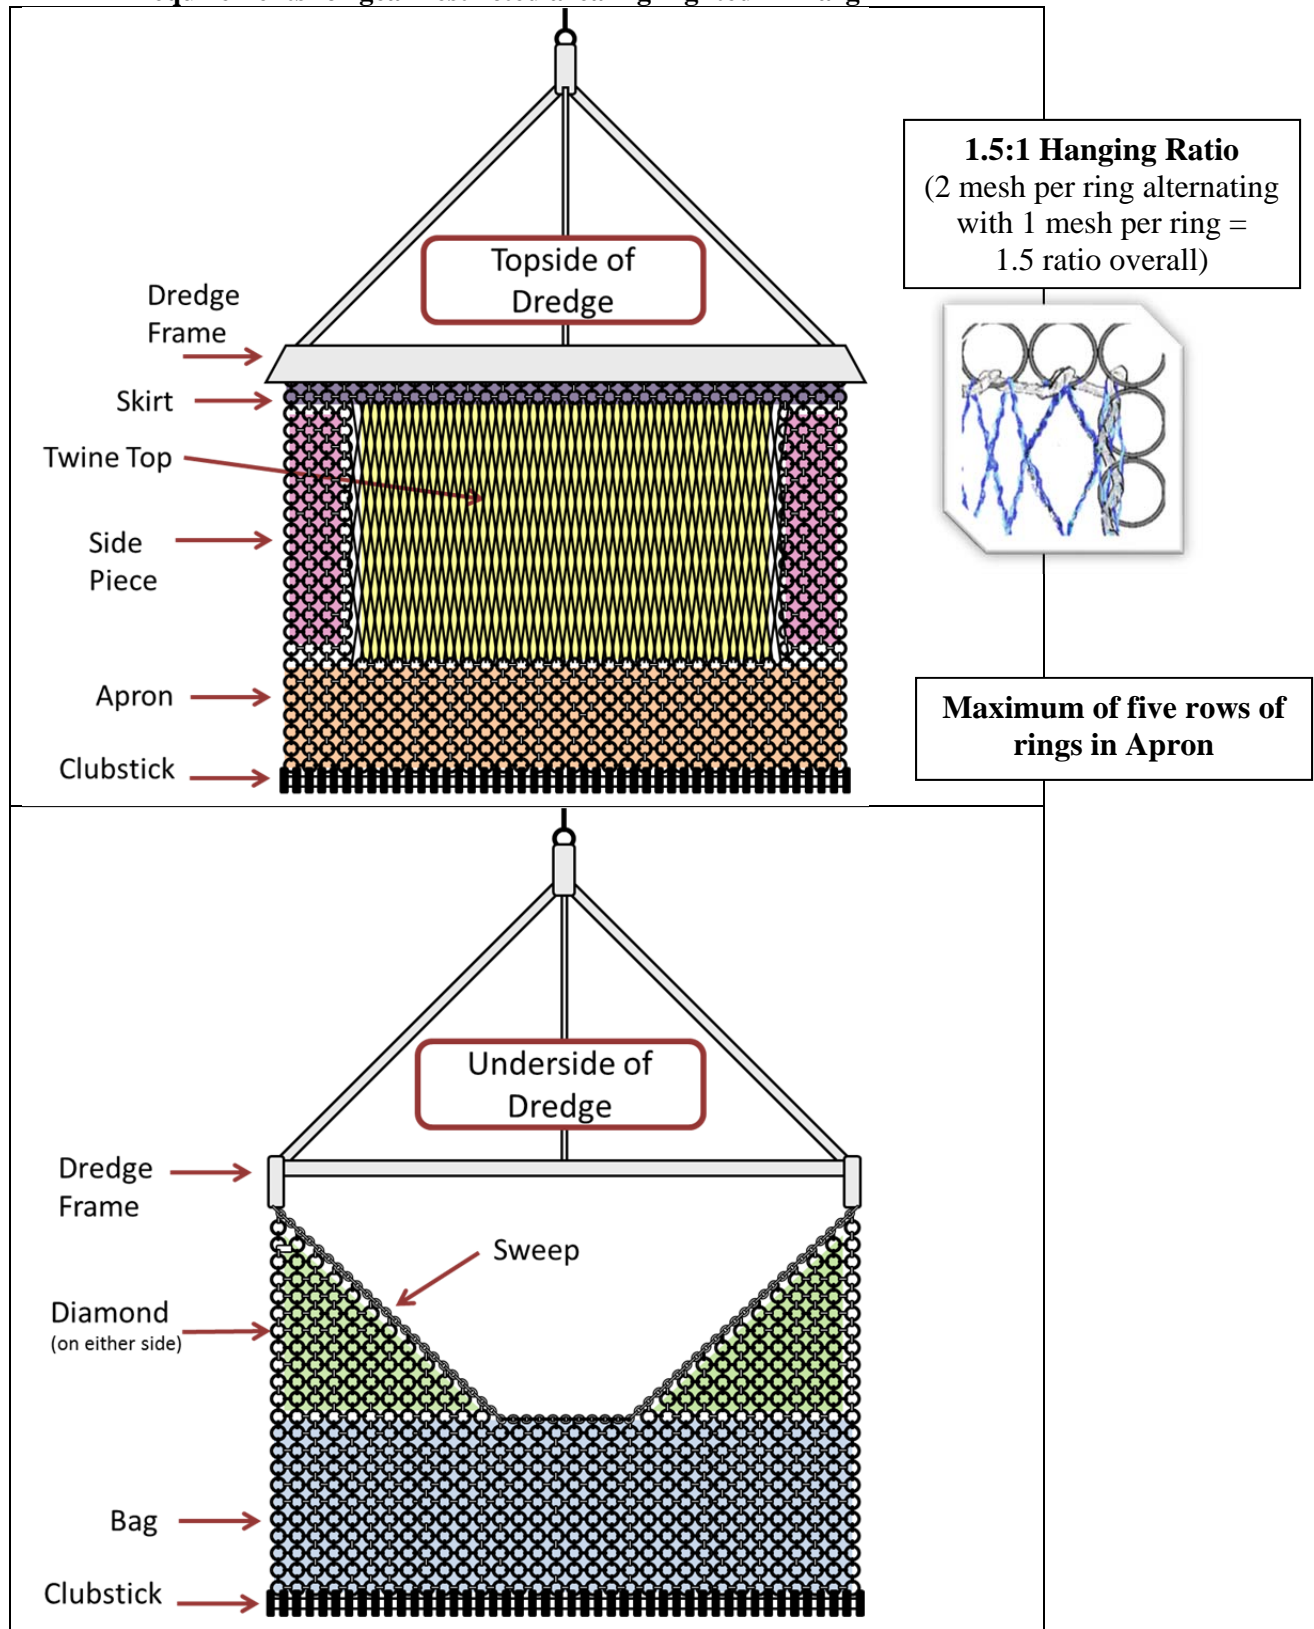 1.5:1 Hanging Ratio
(2 mesh per ring alternating
with 1 mesh per ring =
1.5 ratio overall)
Topside of
Dredge
Dredge
Frame
Skirt
Twine Top
Side
Piece
Apron
Clubstick
Maximum of five rows of
rings in Apron
Underside of
Dredge
Dredge
Frame
Sweep
Diamond
(on either side)
Bag
Clubstick